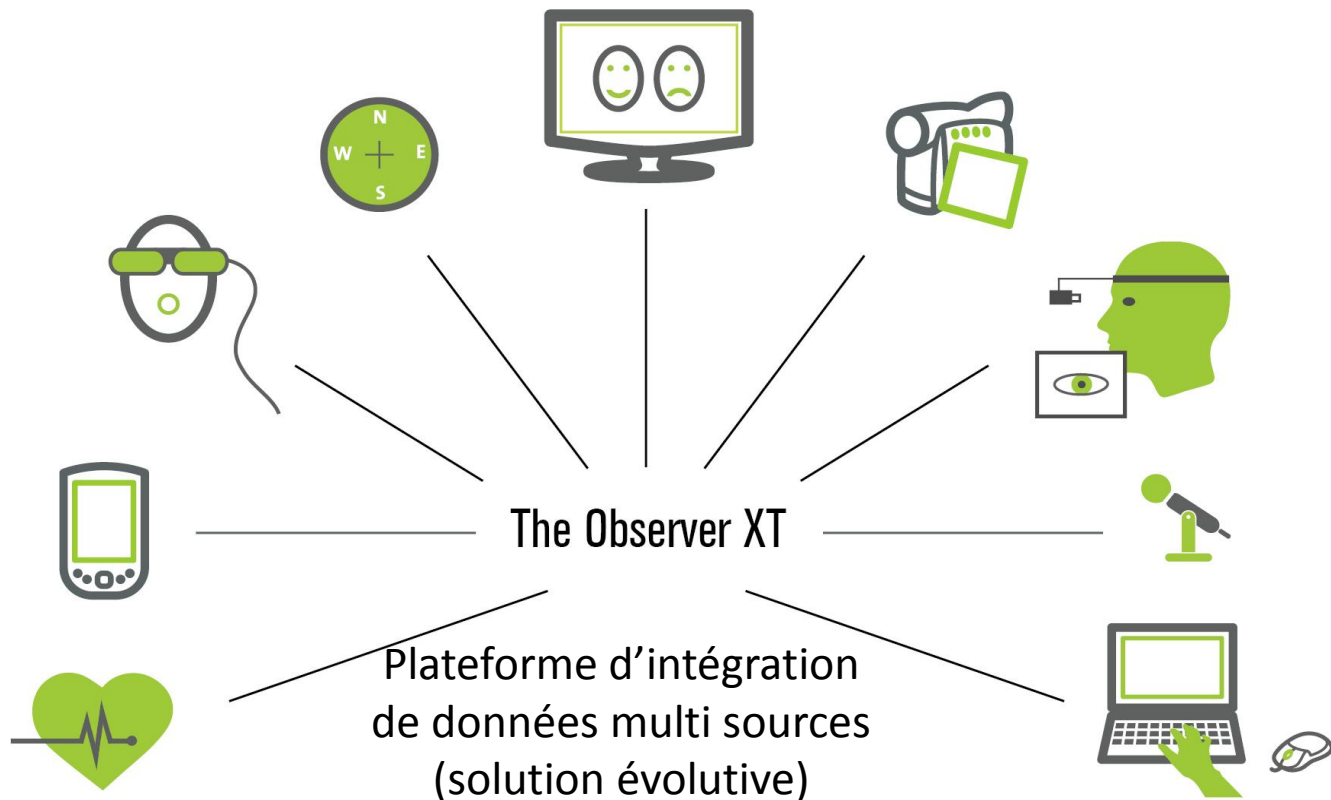 N
W E
S
The Observer XT
Plateforme d’intégration
de données multi sources
(solution évolutive)